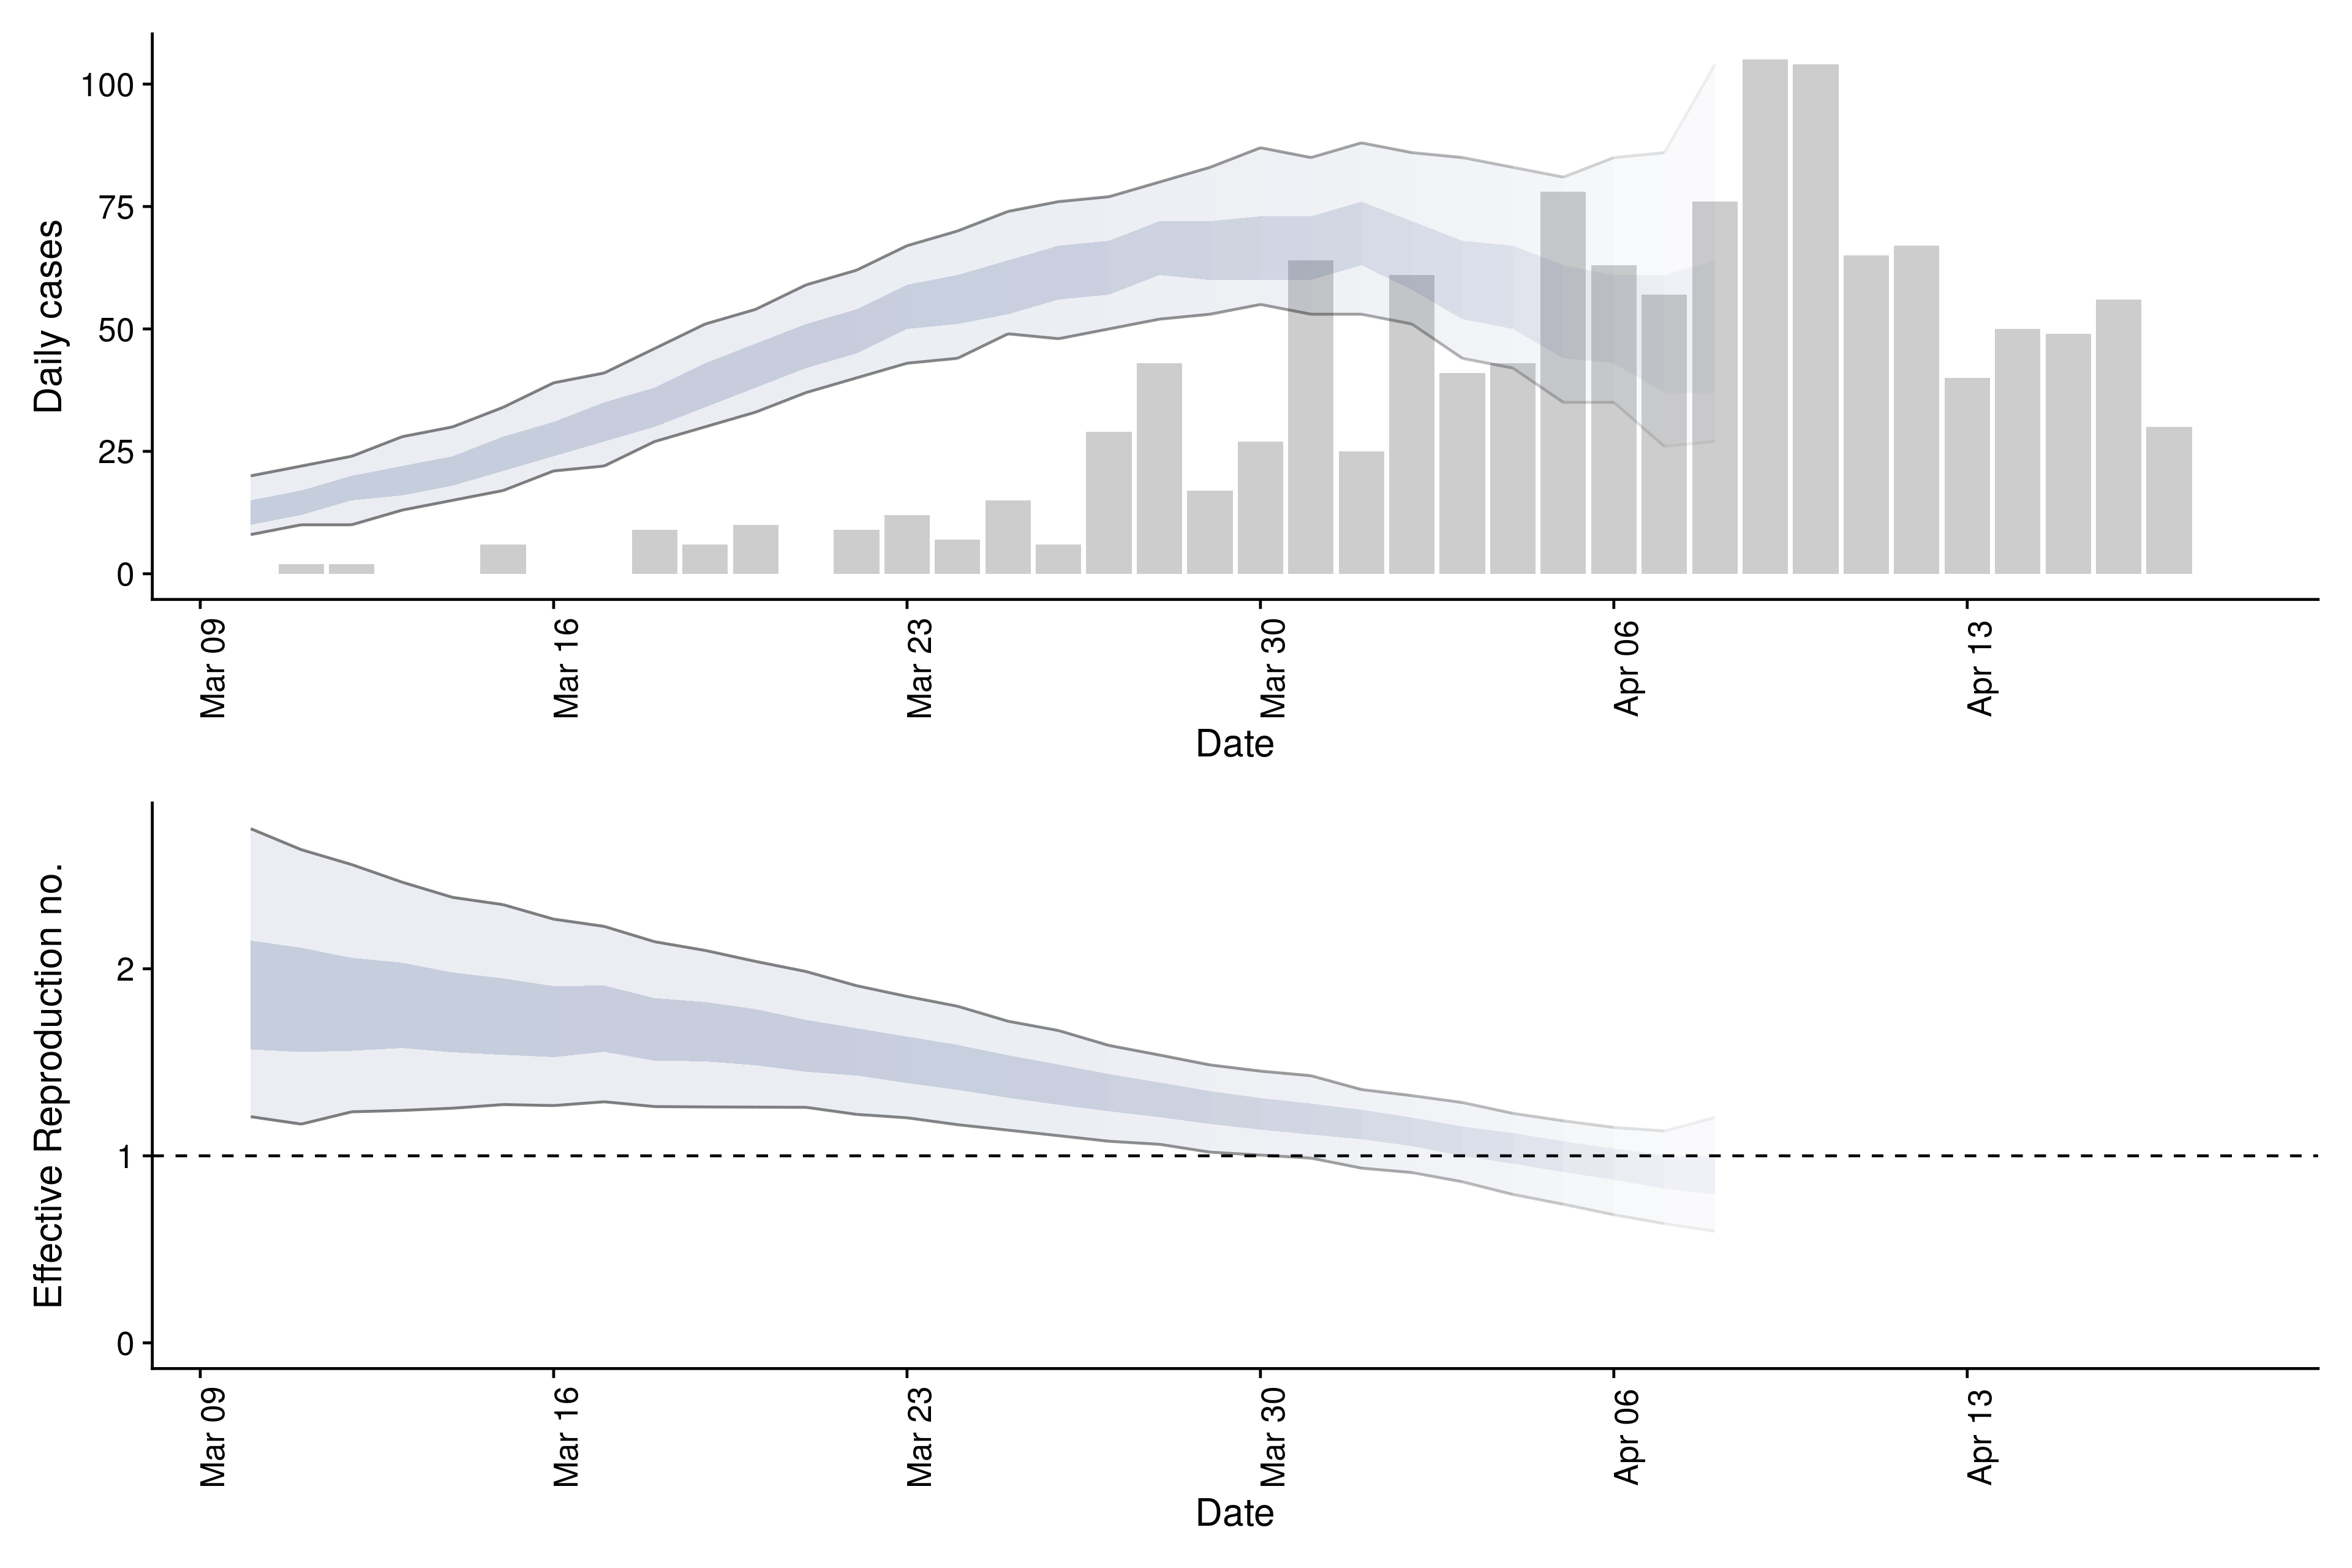 Daily cases
100
75
50
25
0
Mar 09
Mar 16
Mar 23
Mar 30
Apr 06
Apr 13
Date
Effective Reproduction no.
2
1
0
Mar 09
Mar 16
Mar 23
Mar 30
Apr 06
Apr 13
Date